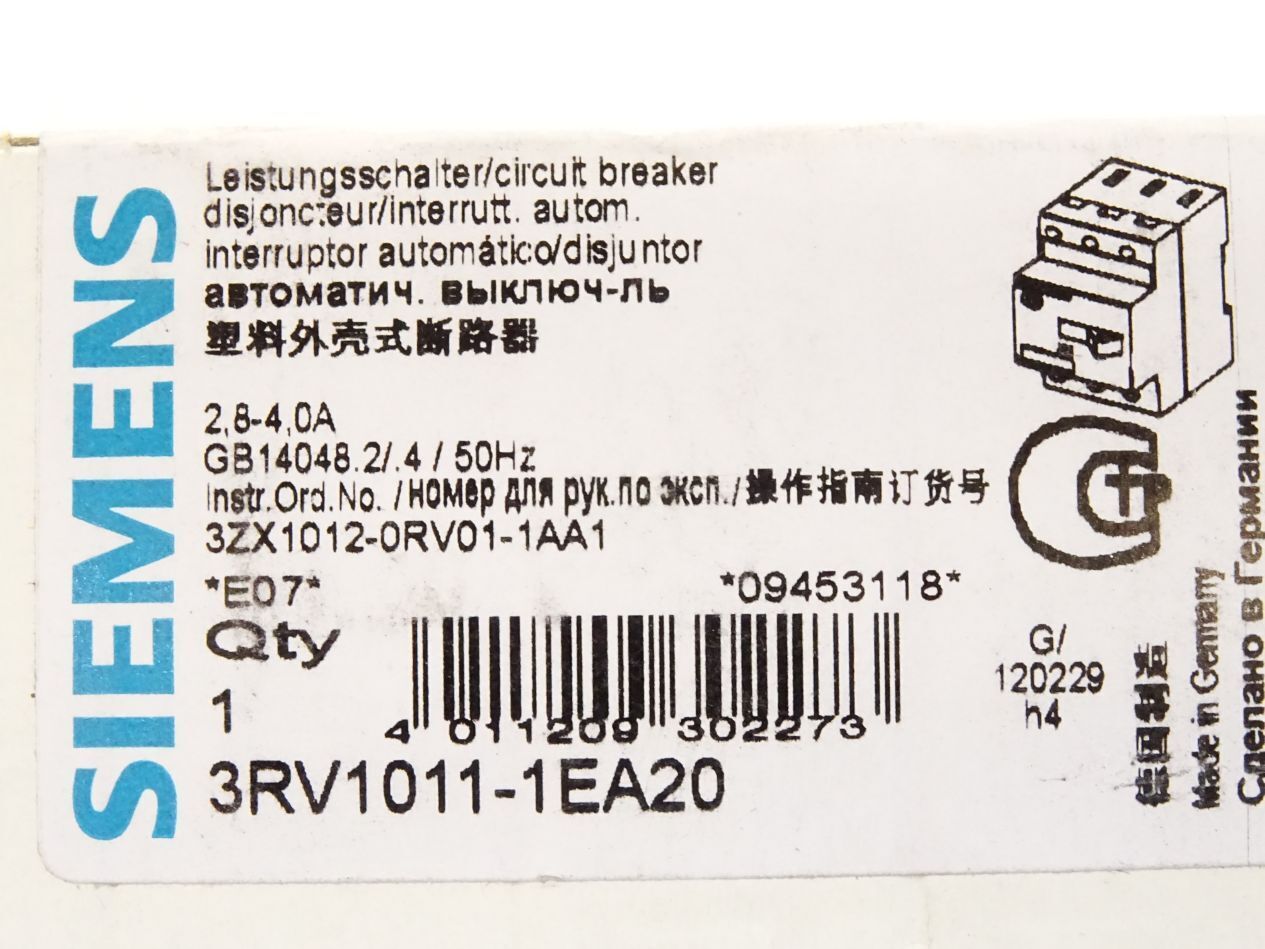 SIEMENS
Leistungsschalter/circuit breaker
disjoncteur/interrutt. autom.
interruptor automático/disjuntor
автоматич. выключ-ль
塑料外壳式断路器
2,8-4,0A
GB14048.2/.4 / 50Hz
Instr.Ord.No. /номер для рук.по эксп./操作指南订货号
3ZX1012-0RV01-1AA1
*E07* *09453118*
Qty
1
4 011209 302273
3RV1011-1EA20
G/
120229
h4
德国制造
Made in Germany
Сделано в Германии